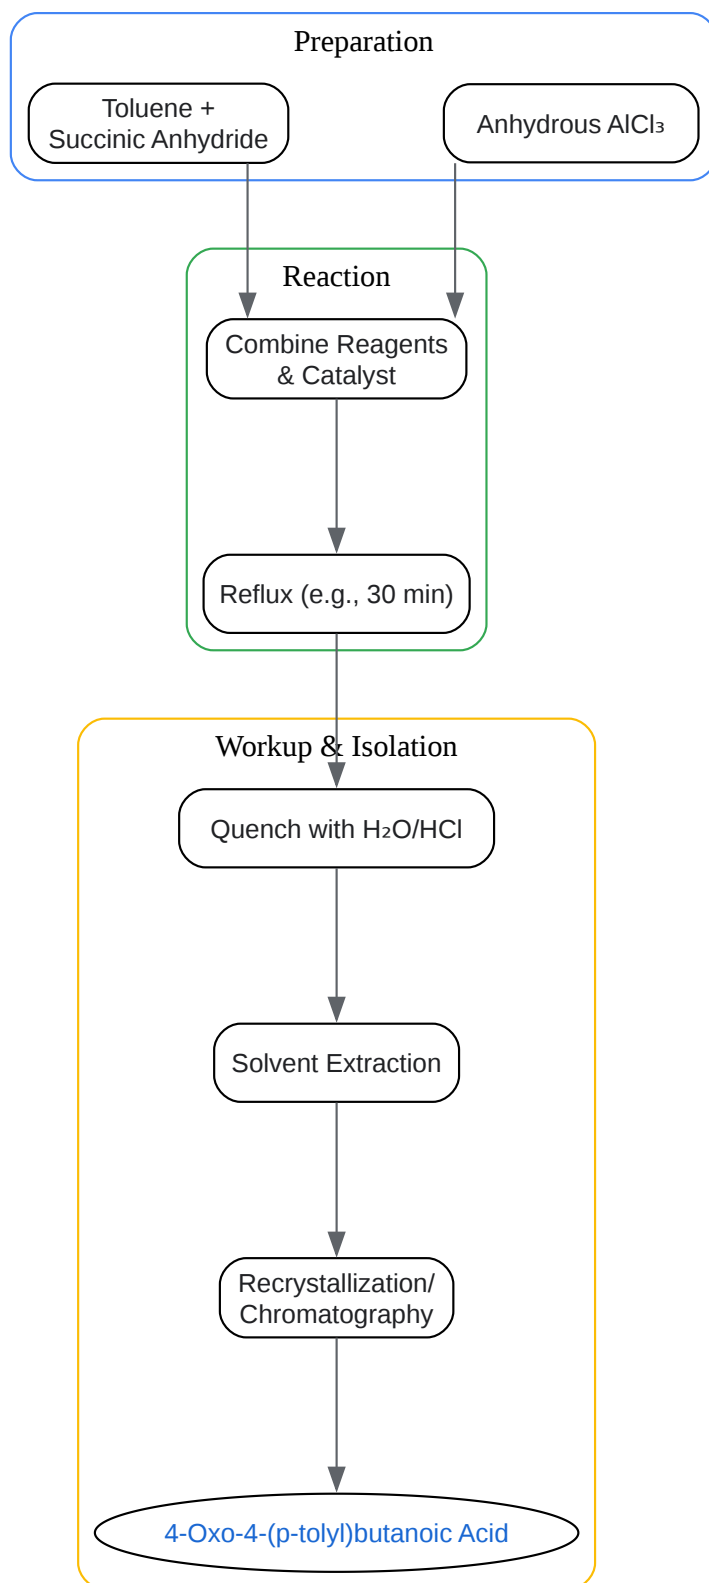 Preparation
Toluene +
Succinic Anhydride
Anhydrous AlCl₃
Reaction
Combine Reagents
& Catalyst
Reflux (e.g., 30 min)
Workup & Isolation
Quench with H₂O/HCl
Solvent Extraction
Recrystallization/
Chromatography
4-Oxo-4-(p-tolyl)butanoic Acid